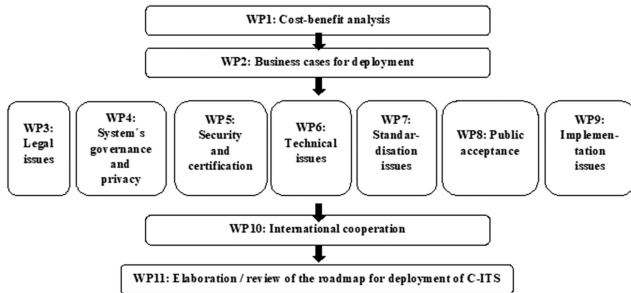 WP1: Cost-benefit analysis
WP2: Business cases for deployment
WP3:
Legal
issues
WP4:
System´s
governance
and
privacy
WP5:
Security
and
certification
WP6:
Technical
issues
WP7:
Standar-
disation
issues
WP8: Public
acceptance
WP9:
Implemen-
tation
issues
WP10: International cooperation
WP11: Elaboration / review of the roadmap for deployment of C-ITS